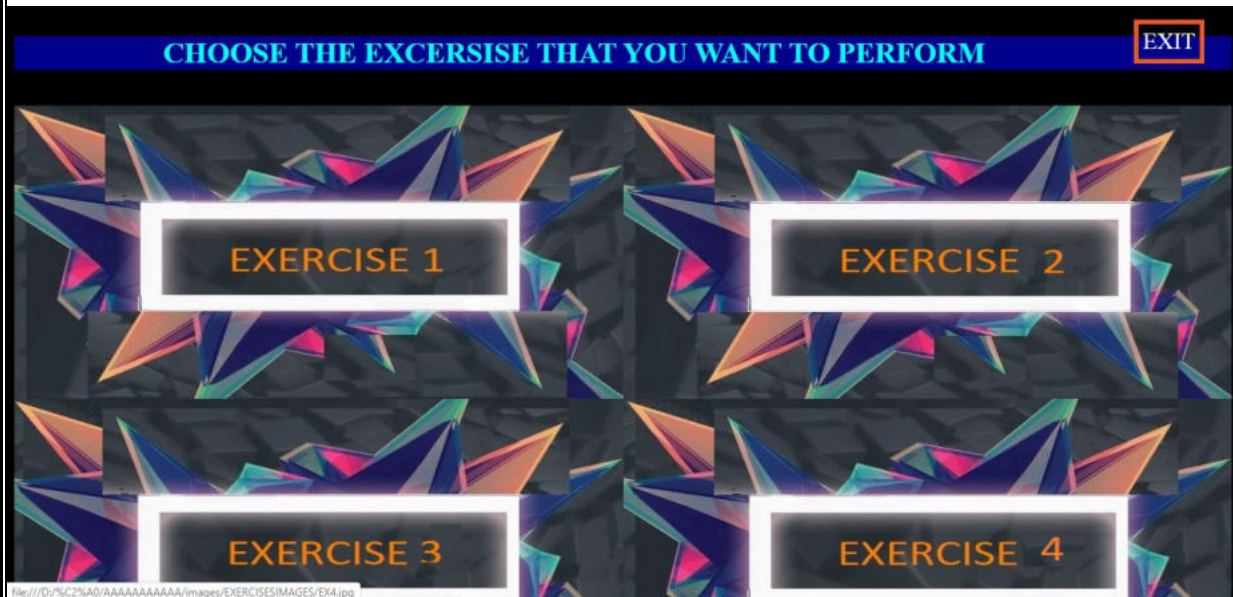 CHOOSE THE EXCERSISE THAT YOU WANT TO PERFORM
EXIT
EXERCISE 1
EXERCISE 2
EXERCISE 3
EXERCISE 4
file:///D:/%C2%A0/AAAAAAAAAAA/images/EXERCISESIMAGES/EX4.jpg